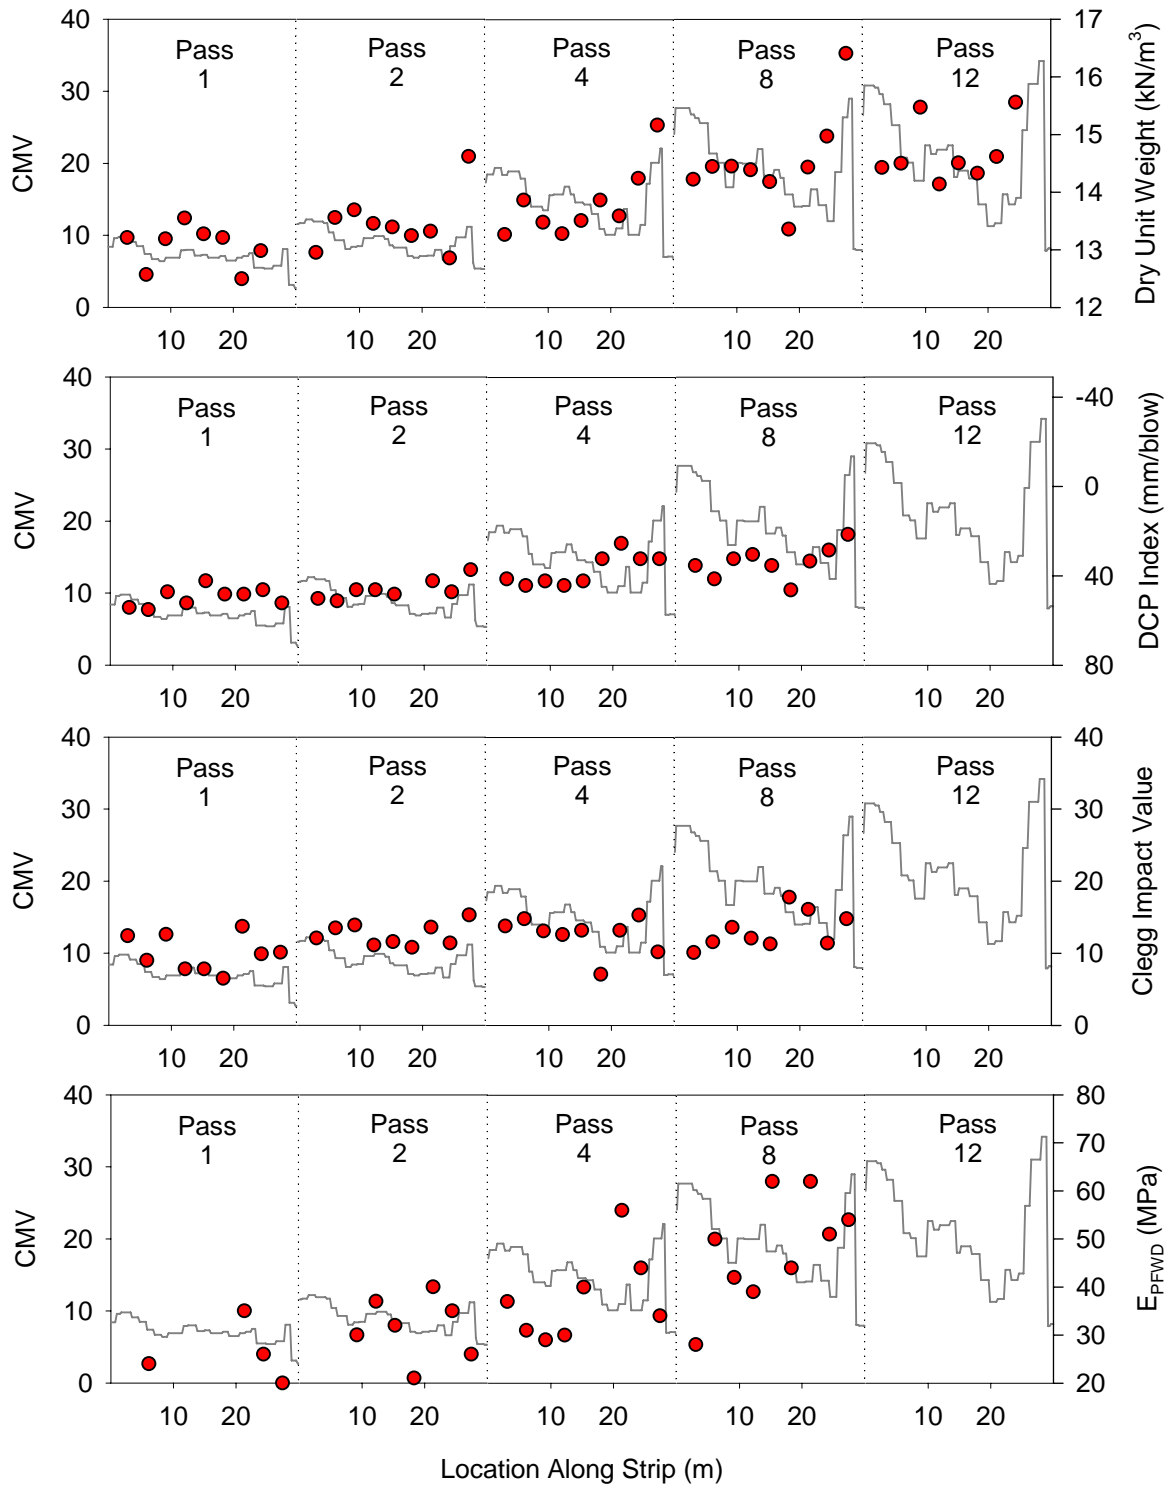 40
30
20
10
0
CMV
Pass
1
Pass
2
Pass
4
Pass
8
Pass
12
17
16
15
14
13
12
Dry Unit Weight (kN/m³)
10 20 10 20 10 20 10 20 10 20
40
30
20
10
0
CMV
Pass
1
Pass
2
Pass
4
Pass
8
Pass
12
-40
0
40
80
DCP Index (mm/blow)
10 20 10 20 10 20 10 20 10 20
40
30
20
10
0
CMV
Pass
1
Pass
2
Pass
4
Pass
8
Pass
12
40
30
20
10
0
Clegg Impact Value
10 20 10 20 10 20 10 20 10 20
40
30
20
10
0
CMV
Pass
1
Pass
2
Pass
4
Pass
8
Pass
12
80
70
60
50
40
30
20
E_PFWD (MPa)
10 20 10 20 10 20 10 20 10 20
Location Along Strip (m)